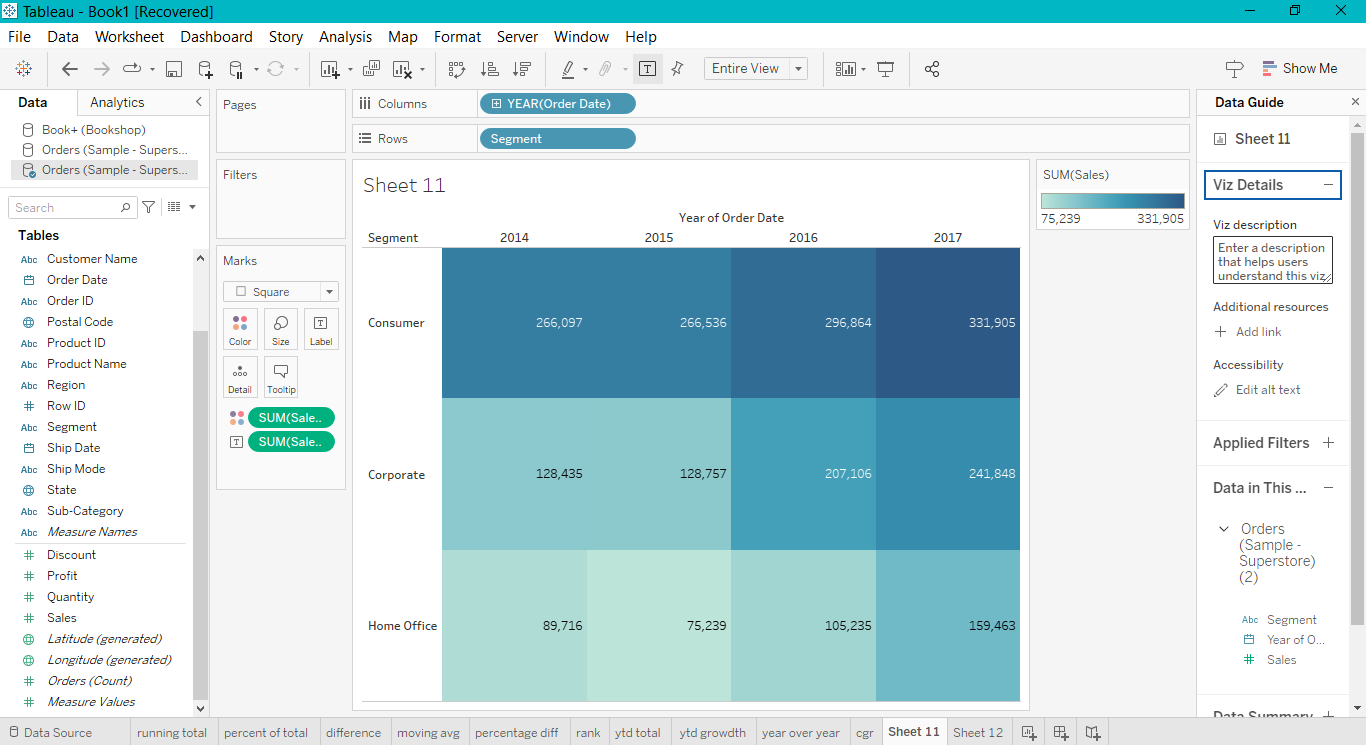 Tableau - Book1 [Recovered]
File Data Worksheet Dashboard Story Analysis Map Format Server Window Help
Entire View
Show Me
Data Analytics
Book+ (Bookshop)
Orders (Sample - Supers...
Orders (Sample - Supers...
Search
Tables
Abc Customer Name
Order Date
Abc Order ID
Postal Code
Abc Product ID
Abc Product Name
Abc Region
Row ID
Abc Segment
Ship Date
Abc Ship Mode
State
Abc Sub-Category
Abc Measure Names
Discount
Profit
Quantity
Sales
Latitude (generated)
Longitude (generated)
Orders (Count)
Measure Values
Pages
Filters
Marks
Square
Color Size Label
Detail Tooltip
SUM(Sale..
SUM(Sale..
Columns YEAR(Order Date)
Rows Segment
Sheet 11
Year of Order Date
Segment 2014 2015 2016 2017
Consumer 266,097 266,536 296,864 331,905
Corporate 128,435 128,757 207,106 241,848
Home Office 89,716 75,239 105,235 159,463
SUM(Sales)
75,239 331,905
Data Guide
Sheet 11
Viz Details
Viz description
Enter a description
that helps users
understand this viz
Additional resources
Add link
Accessibility
Edit alt text
Applied Filters
Data in This ...
Orders
(Sample -
Superstore)
(2)
Abc Segment
Year of O...
Sales
Data Summary
Data Source running total percent of total difference moving avg percentage diff rank ytd total ytd growdth year over year cgr Sheet 11 Sheet 12